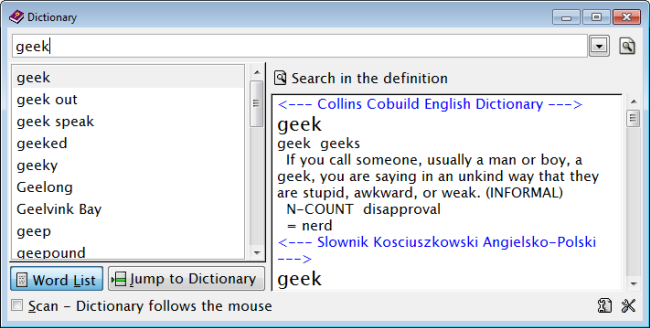 Dictionary
geek
geek
geek out
geek speak
geeked
geeky
Geelong
Geelvink Bay
geep
geepound
Search in the definition
<--- Collins Cobuild English Dictionary --->
geek
geek geeks
If you call someone, usually a man or boy, a
geek, you are saying in an unkind way that they
are stupid, awkward, or weak. (INFORMAL)
N-COUNT disapproval
= nerd
<--- Slownik Kosciuszkowski Angielsko-Polski
--->
geek
Word List
Jump to Dictionary
Scan - Dictionary follows the mouse